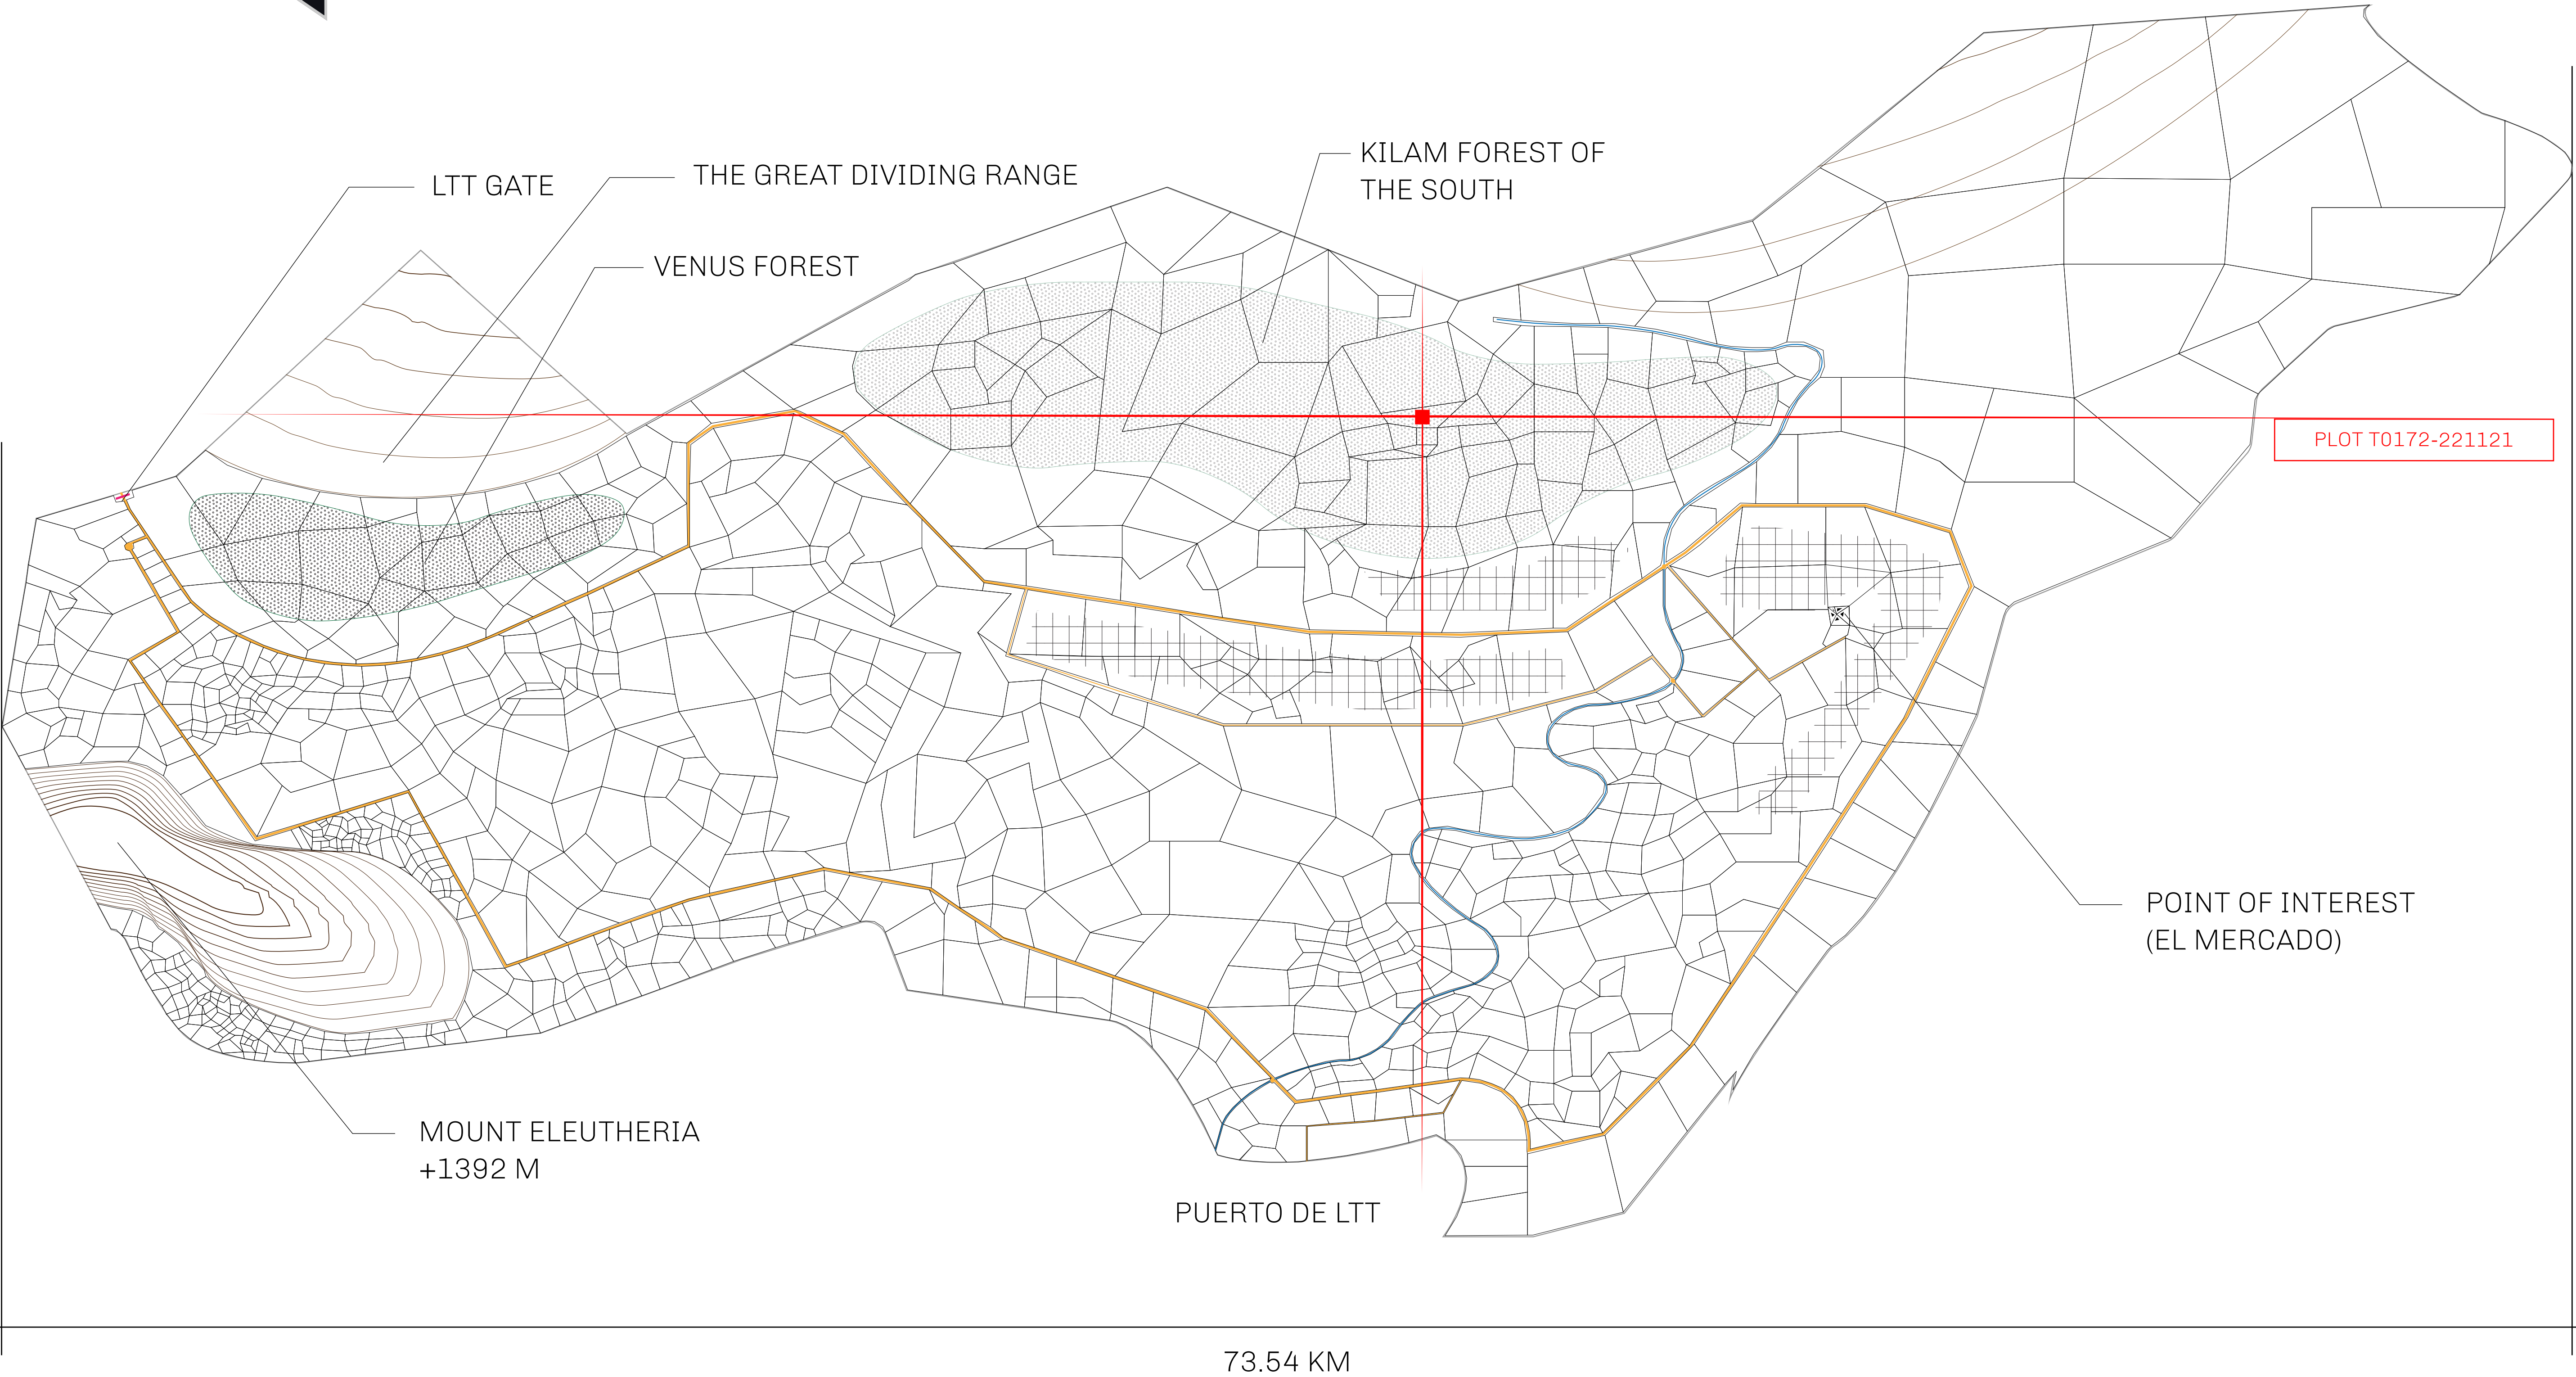 KILAM FOREST OF
THE SOUTH
LTT GATE
THE GREAT DIVIDING RANGE
VENUS FOREST
PLOT T0172-221121
POINT OF INTEREST
(EL MERCADO)
MOUNT ELEUTHERIA
+1392 M
PUERTO DE LTT
73.54 KM